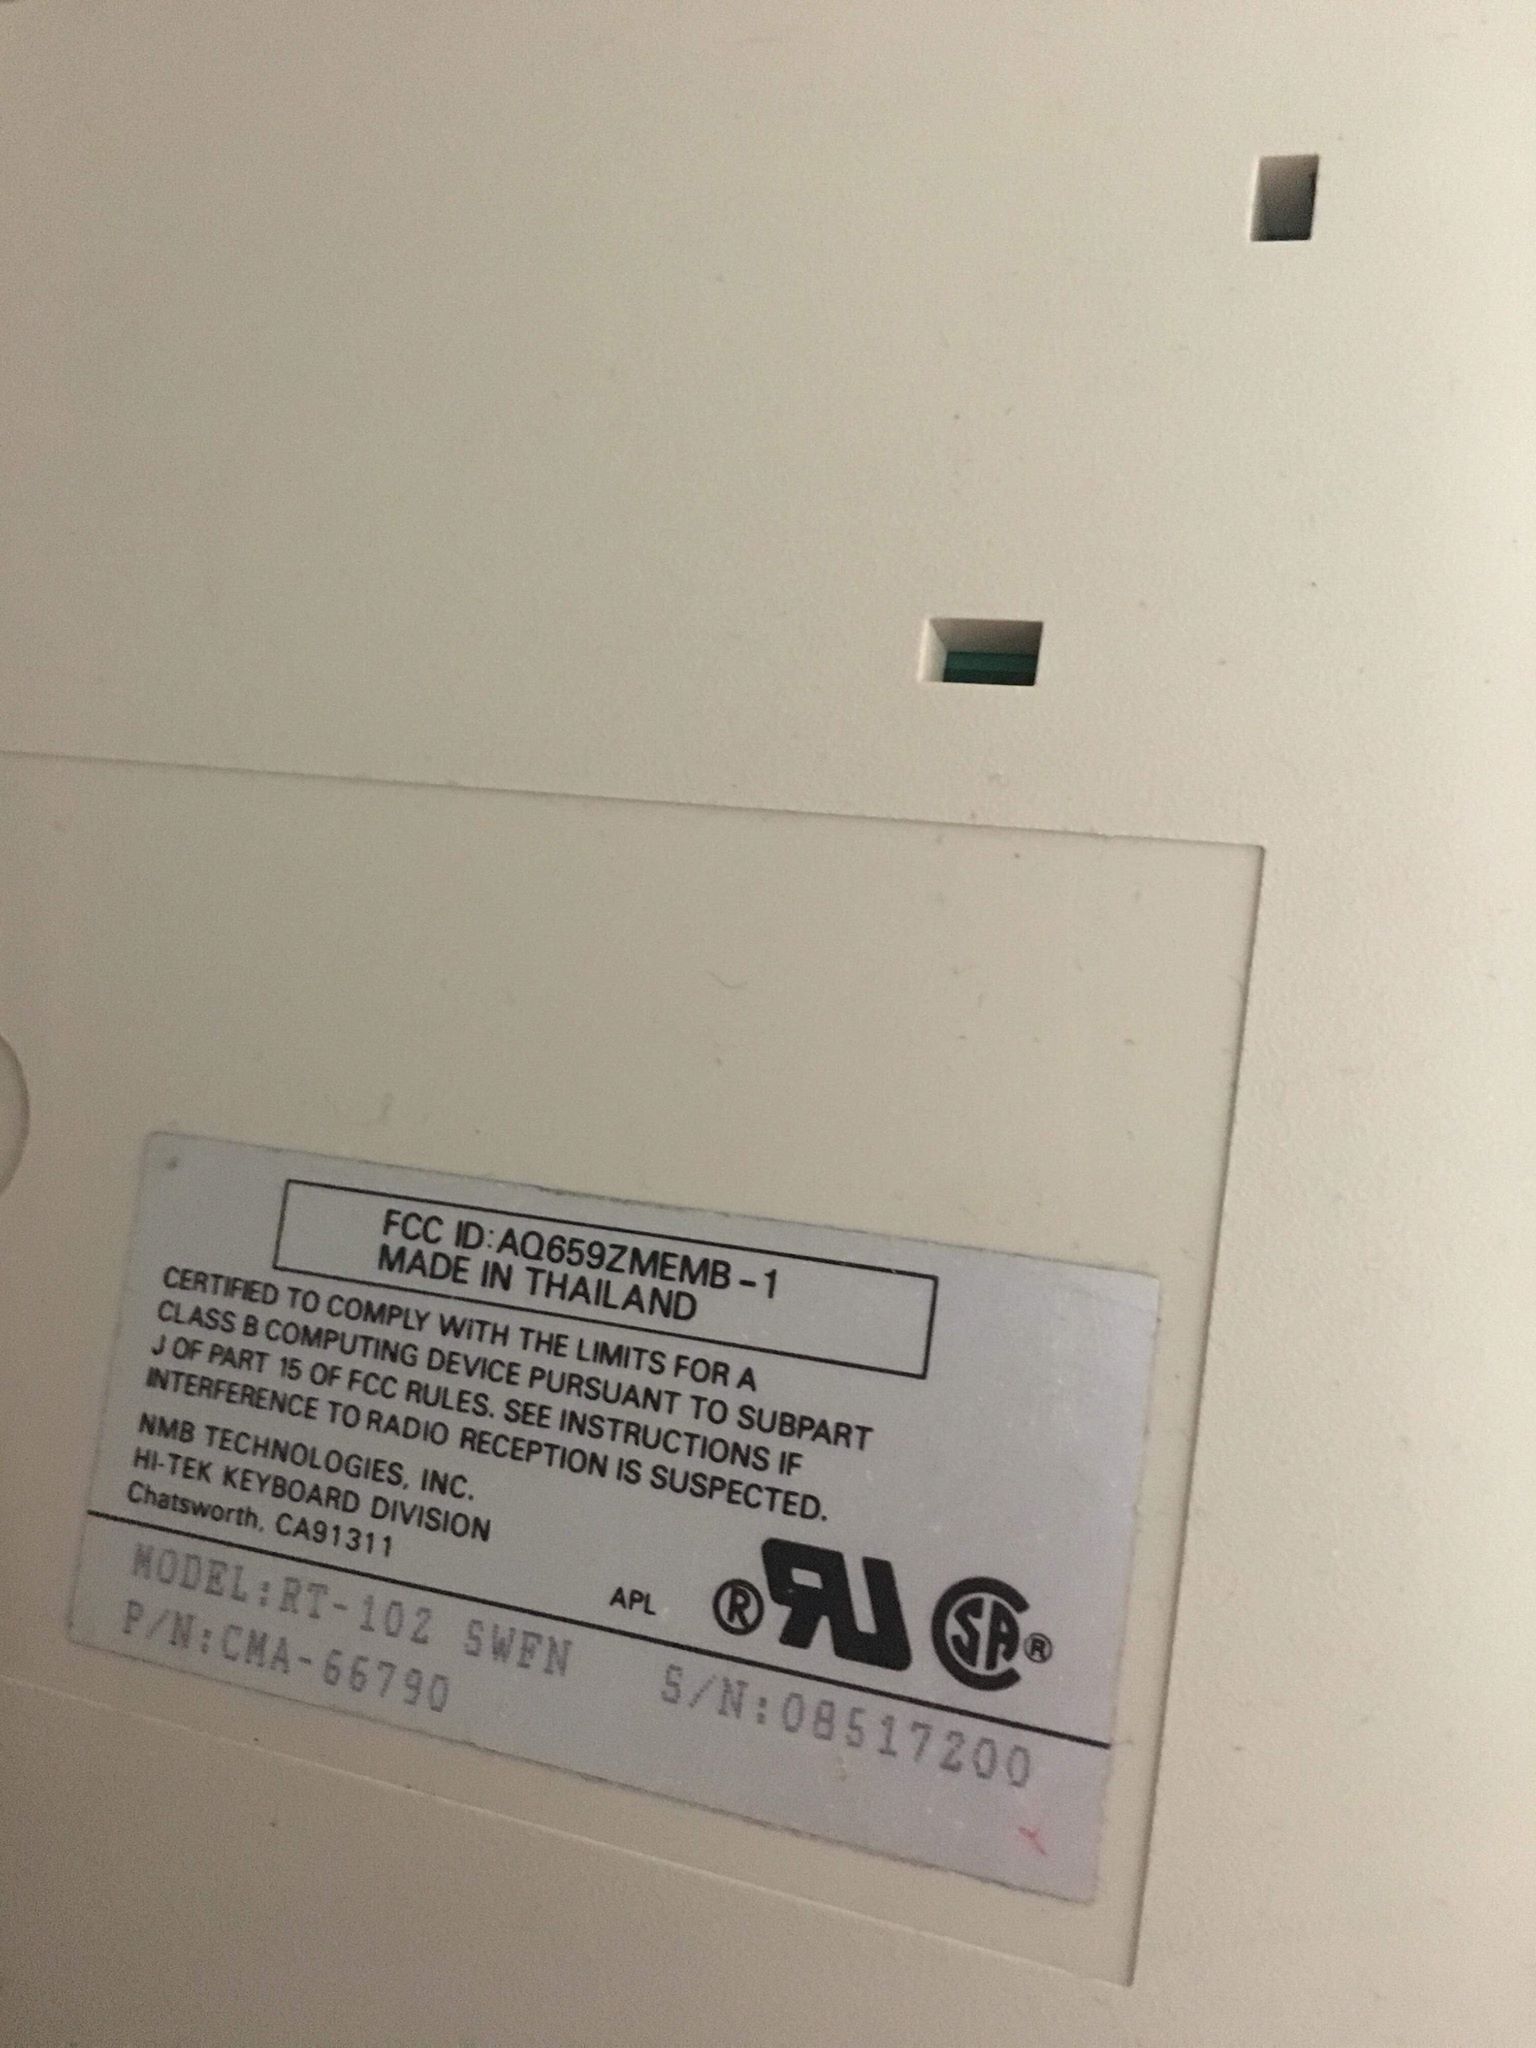 FCC ID:AQ659ZMEMB-1
MADE IN THAILAND
CERTIFIED TO COMPLY WITH THE LIMITS FOR A
CLASS B COMPUTING DEVICE PURSUANT TO SUBPART
J OF PART 15 OF FCC RULES. SEE INSTRUCTIONS IF
INTERFERENCE TO RADIO RECEPTION IS SUSPECTED.
NMB TECHNOLOGIES, INC.
HI-TEK KEYBOARD DIVISION
Chatsworth, CA91311
APL ® UR SA ®
MODEL:RT-102 SWFN
P/N:CMA-66790 S/N:08517200